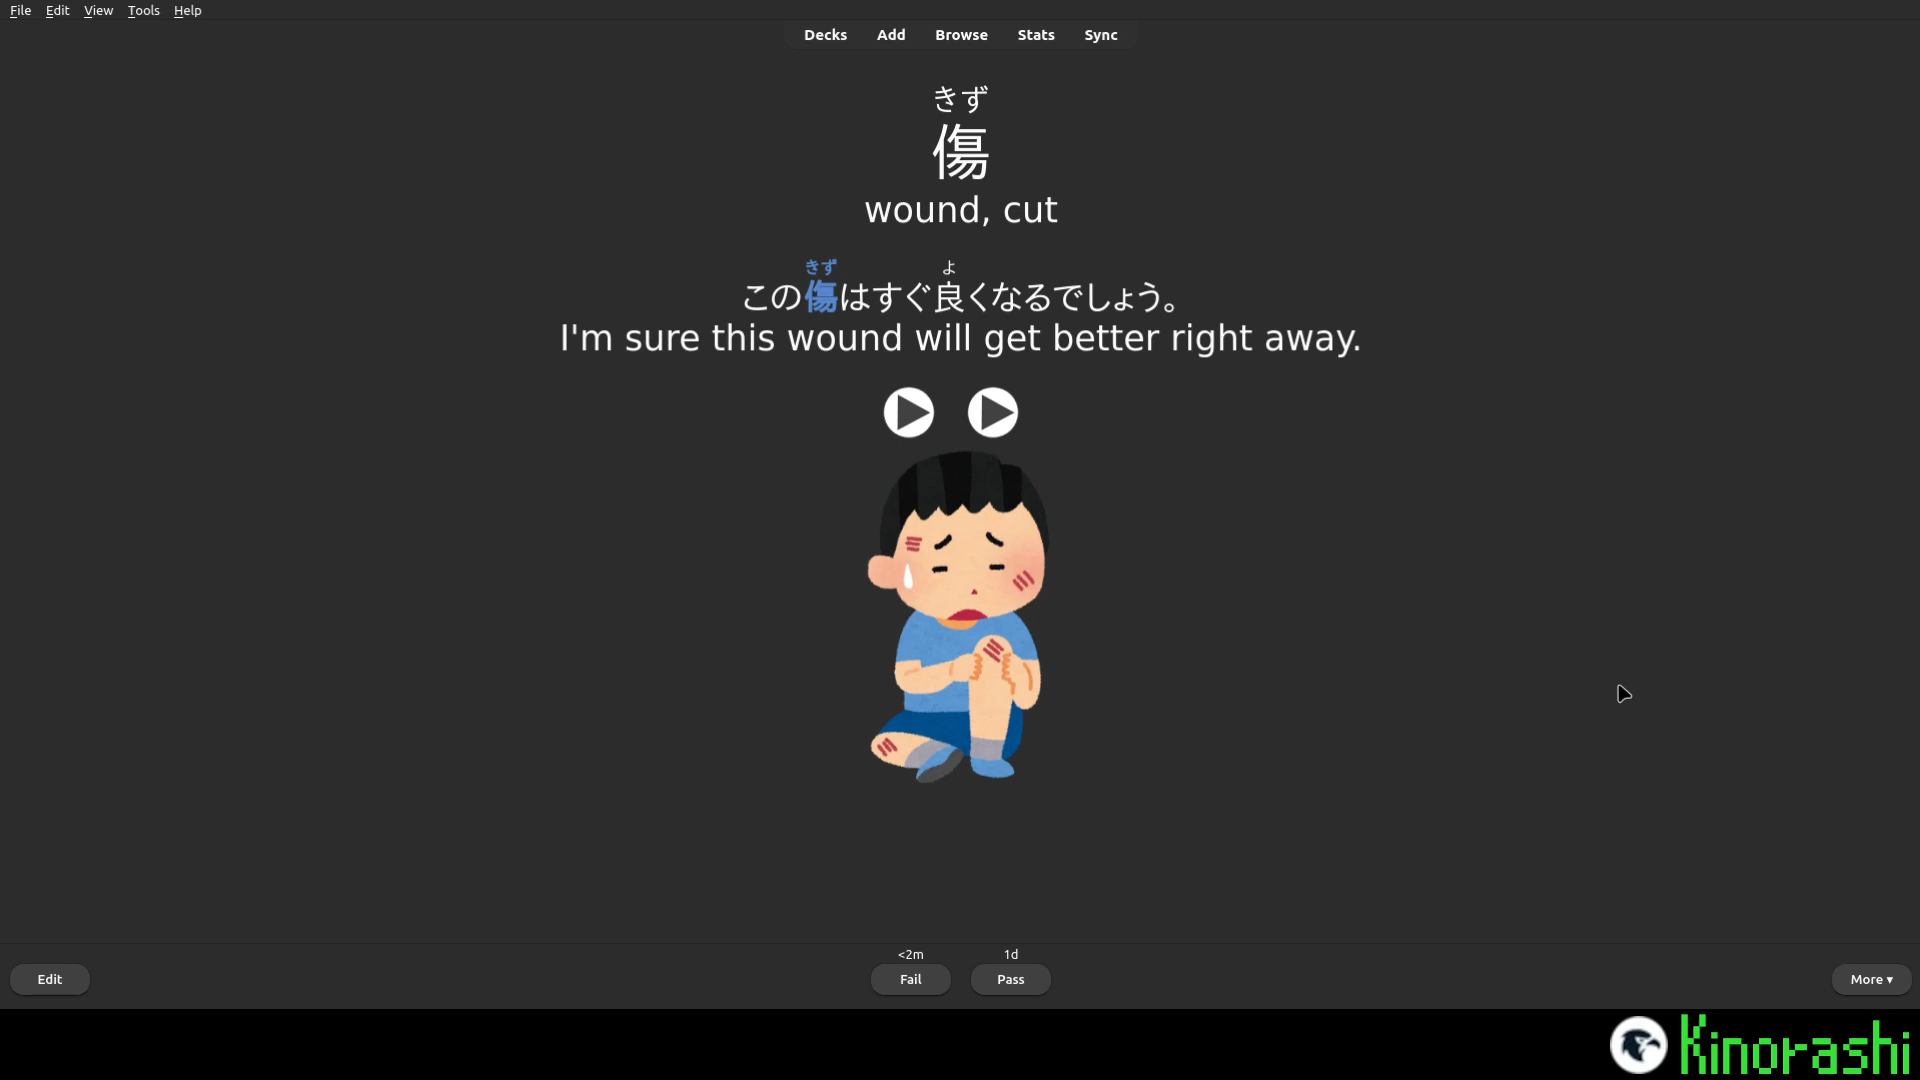 File Edit View Tools Help
Decks Add Browse Stats Sync
きず
傷
wound, cut
きず よ
この傷はすぐ良くなるでしょう。
I'm sure this wound will get better right away.
<2m 1d
Edit Fail Pass More ▾
Kinorashi